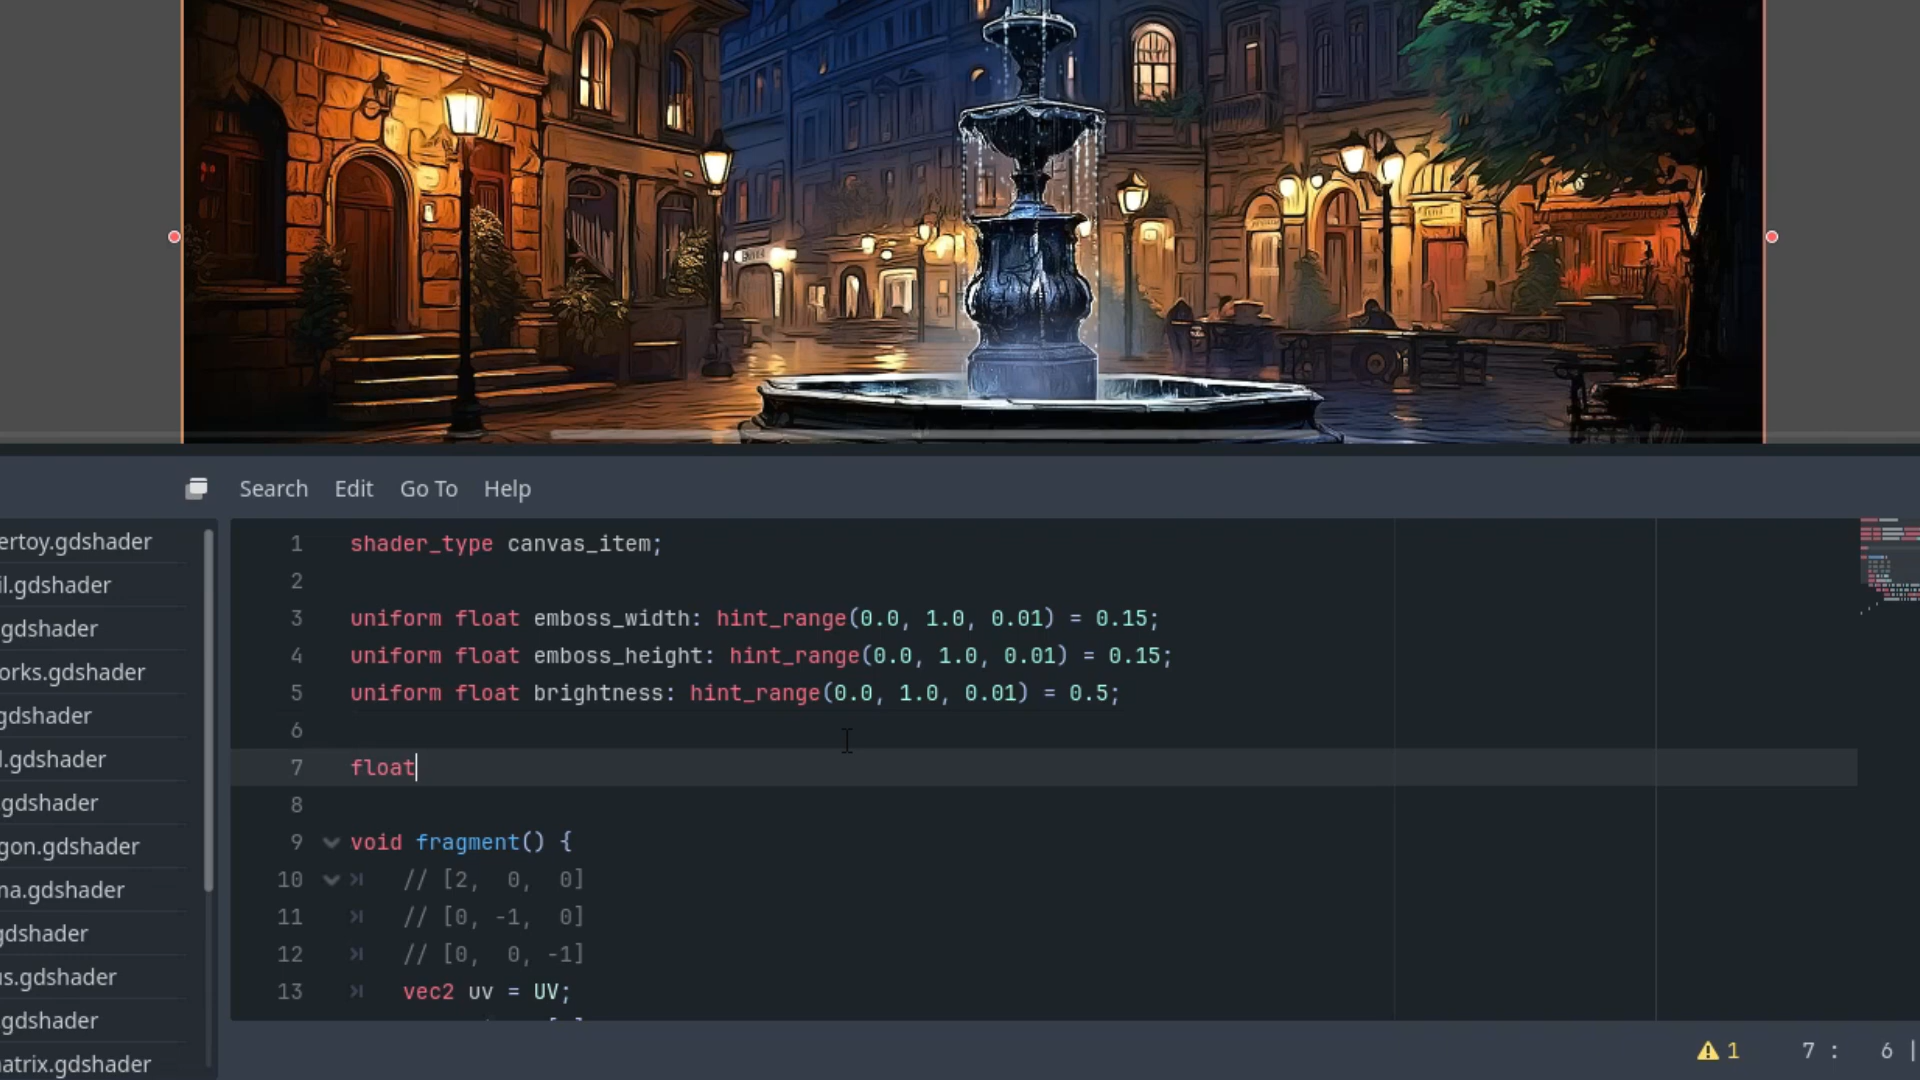 Search Edit Go To Help
ertoy.gdshader
il.gdshader
gdshader
orks.gdshader
gdshader
l.gdshader
gdshader
gon.gdshader
na.gdshader
gdshader
us.gdshader
gdshader
atrix.gdshader
1 shader_type canvas_item;
2
3 uniform float emboss_width: hint_range(0.0, 1.0, 0.01) = 0.15;
4 uniform float emboss_height: hint_range(0.0, 1.0, 0.01) = 0.15;
5 uniform float brightness: hint_range(0.0, 1.0, 0.01) = 0.5;
6
7 float
8
9 void fragment() {
10 // [2, 0, 0]
11 // [0, -1, 0]
12 // [0, 0, -1]
13 vec2 uv = UV;
1 7 : 6 |